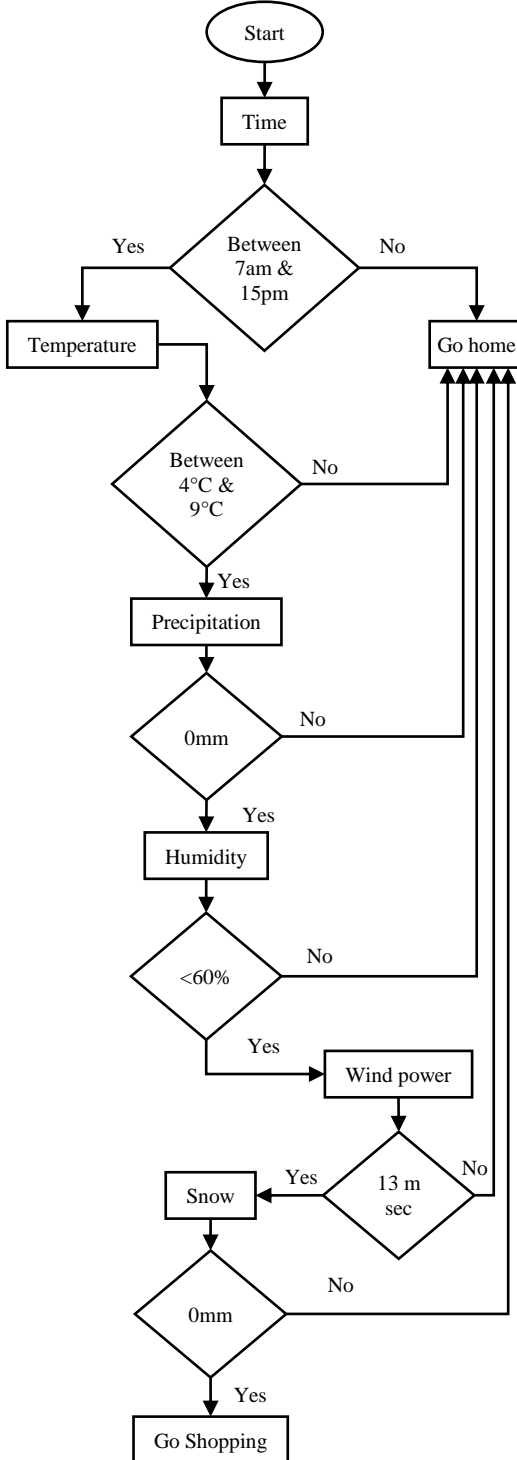 Start
Time
Yes
Between
7am &
15pm
No
Temperature
Go home
Between
4°C &
9°C
No
Yes
Precipitation
0mm
No
Yes
Humidity
<60%
No
Yes
Wind power
13 m
sec
No
Yes
Snow
0mm
No
Yes
Go Shopping